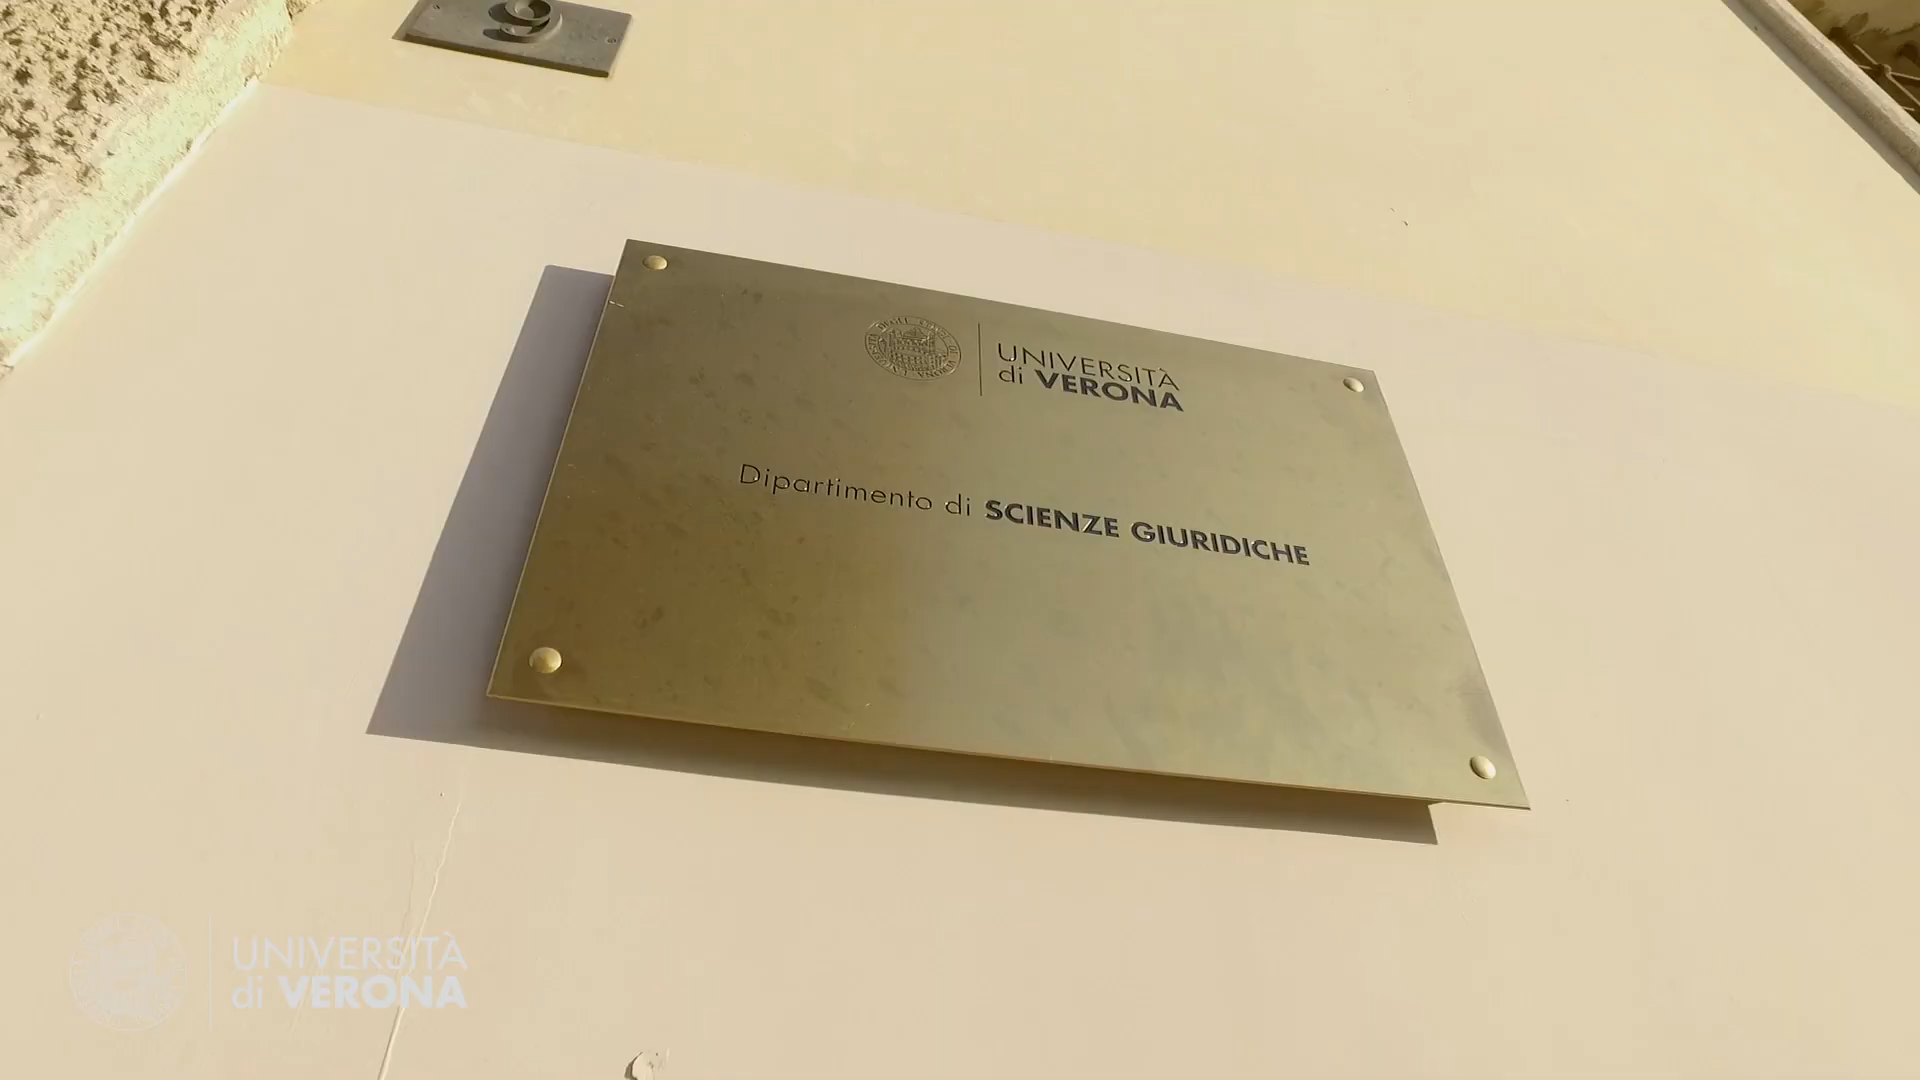 9
UNIVERSITÀ
di VERONA
Dipartimento di SCIENZE GIURIDICHE
UNIVERSITÀ
di VERONA